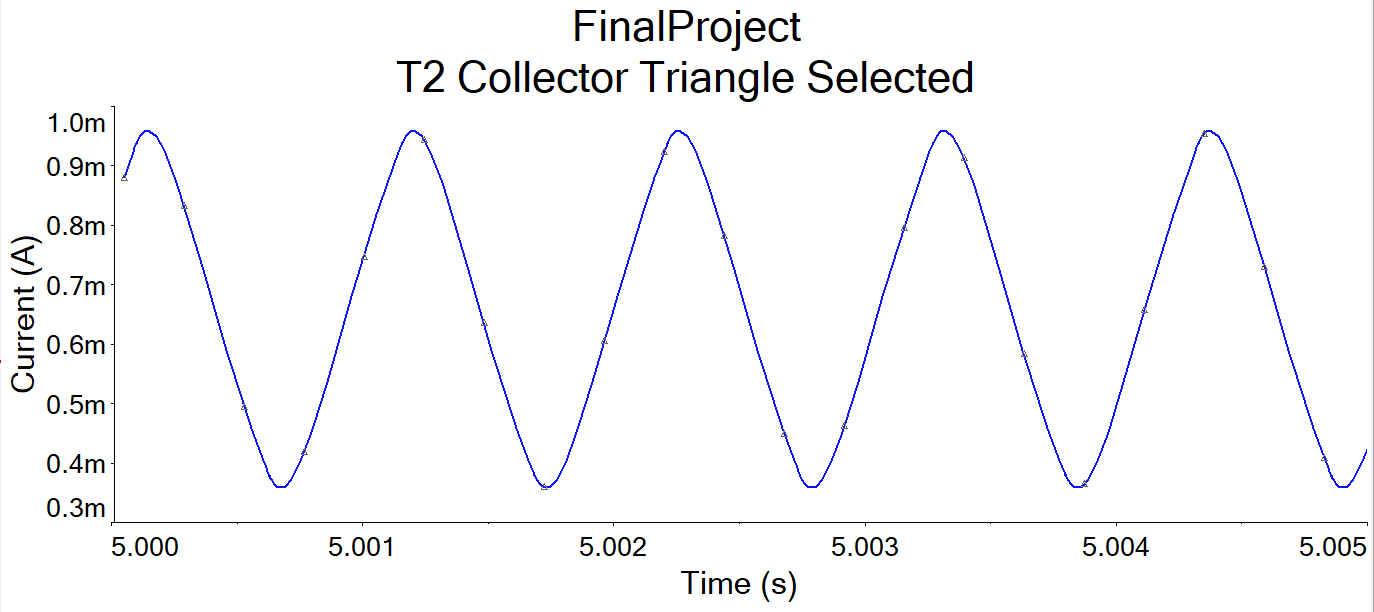 FinalProject
T2 Collector Triangle Selected
1.0m
0.9m
0.8m
0.7m
0.6m
0.5m
0.4m
0.3m
Current (A)
5.000 5.001 5.002 5.003 5.004 5.005
Time (s)